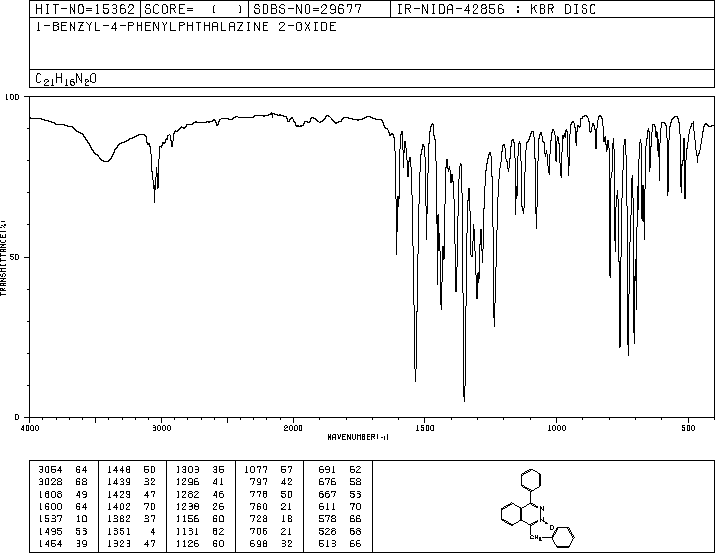 HIT-NO=15362 SCORE= ( ) SDBS-NO=29677 IR-NIDA-42856 : KBR DISC
1-BENZYL-4-PHENYLPHTHALAZINE 2-OXIDE
C21H16N2O
100
50
0
TRANSMITTANCE(%)
4000 3000 2000 1500 1000 500
WAVENUMBER(-1)
3054 64 1448 50 1303 35 1077 57 691 52
3028 68 1439 32 1296 41 797 42 676 58
1608 49 1429 47 1282 46 778 50 667 53
1600 64 1402 70 1238 26 760 21 611 70
1537 10 1382 37 1156 60 728 18 578 66
1495 53 1351 4 1131 62 706 21 528 68
1454 39 1323 47 1126 60 698 32 513 66
N
N O
CH2